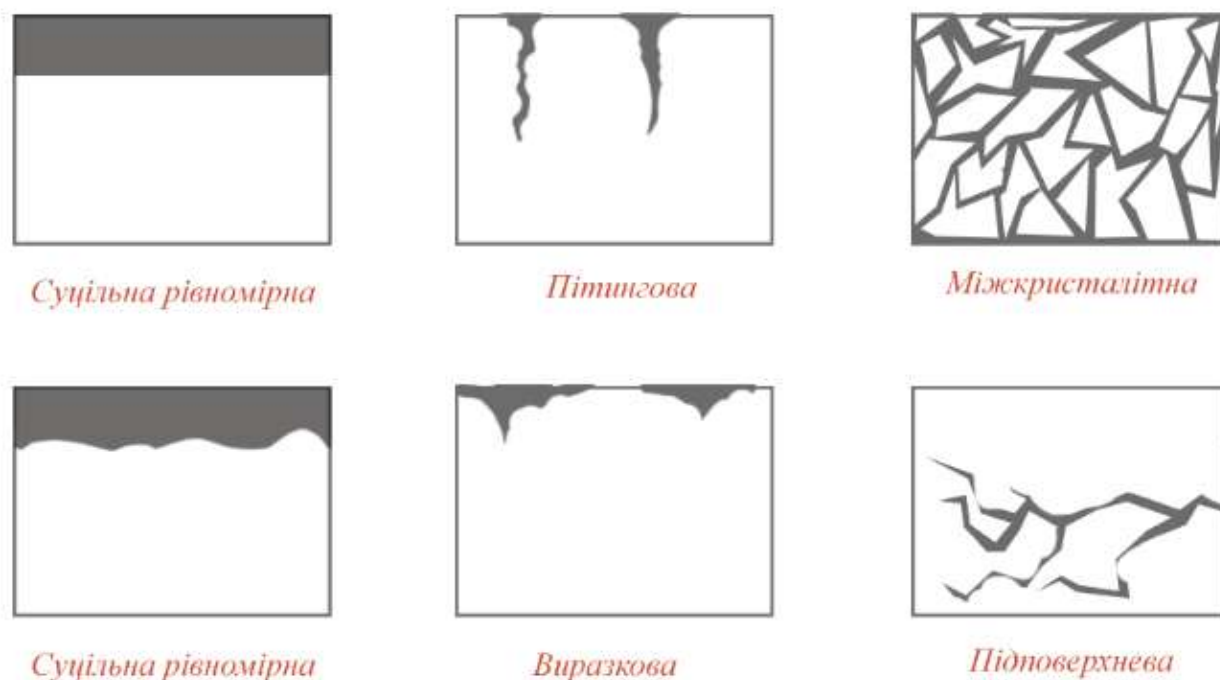 Суцільна рівномірна
Пітингова
Міжкристалітна
Суцільна рівномірна
Виразкова
Підповерхнева